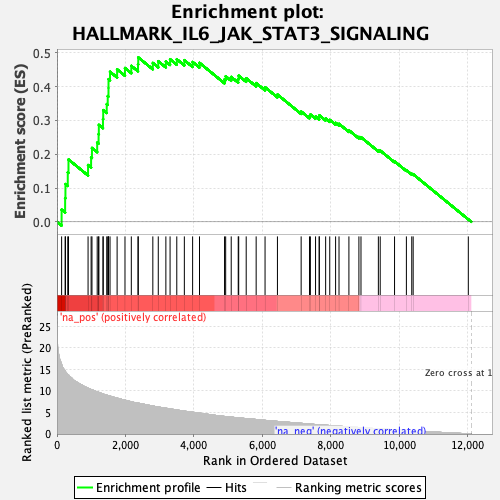 Enrichment plot:
HALLMARK_IL6_JAK_STAT3_SIGNALING
Enrichment score (ES)
0.5
0.4
0.3
0.2
0.1
0.0
'na_pos' (positively correlated)
Ranked list metric (PreRanked)
25
20
15
10
5
0
Zero cross at 1
'na_neg' (negatively correlated)
0
2,000
4,000
6,000
8,000
10,000
12,000
Rank in Ordered Dataset
Enrichment profile
Hits
Ranking metric scores